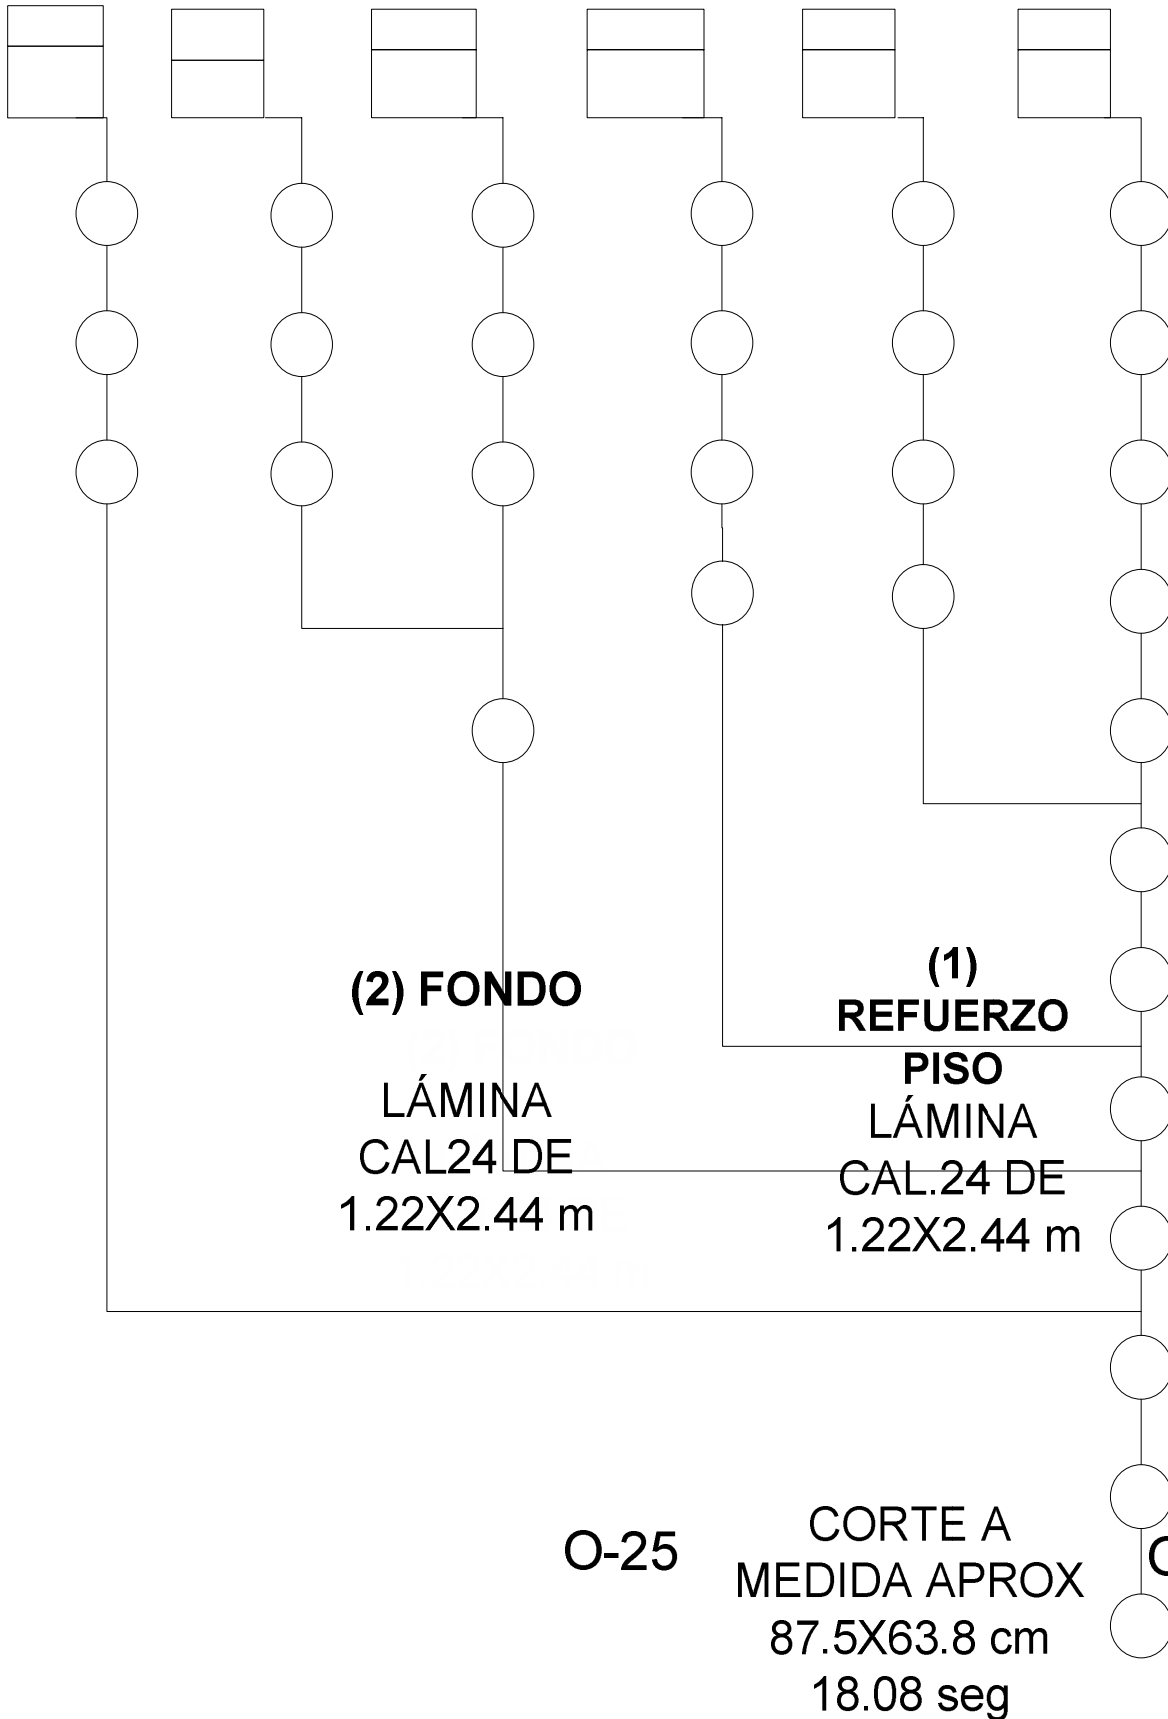 (2) FONDO
LÁMINA
CAL24 DE
1.22X2.44 m
(1)
REFUERZO
PISO
LÁMINA
CAL.24 DE
1.22X2.44 m
O-25
CORTE A
MEDIDA APROX
87.5X63.8 cm
18.08 seg